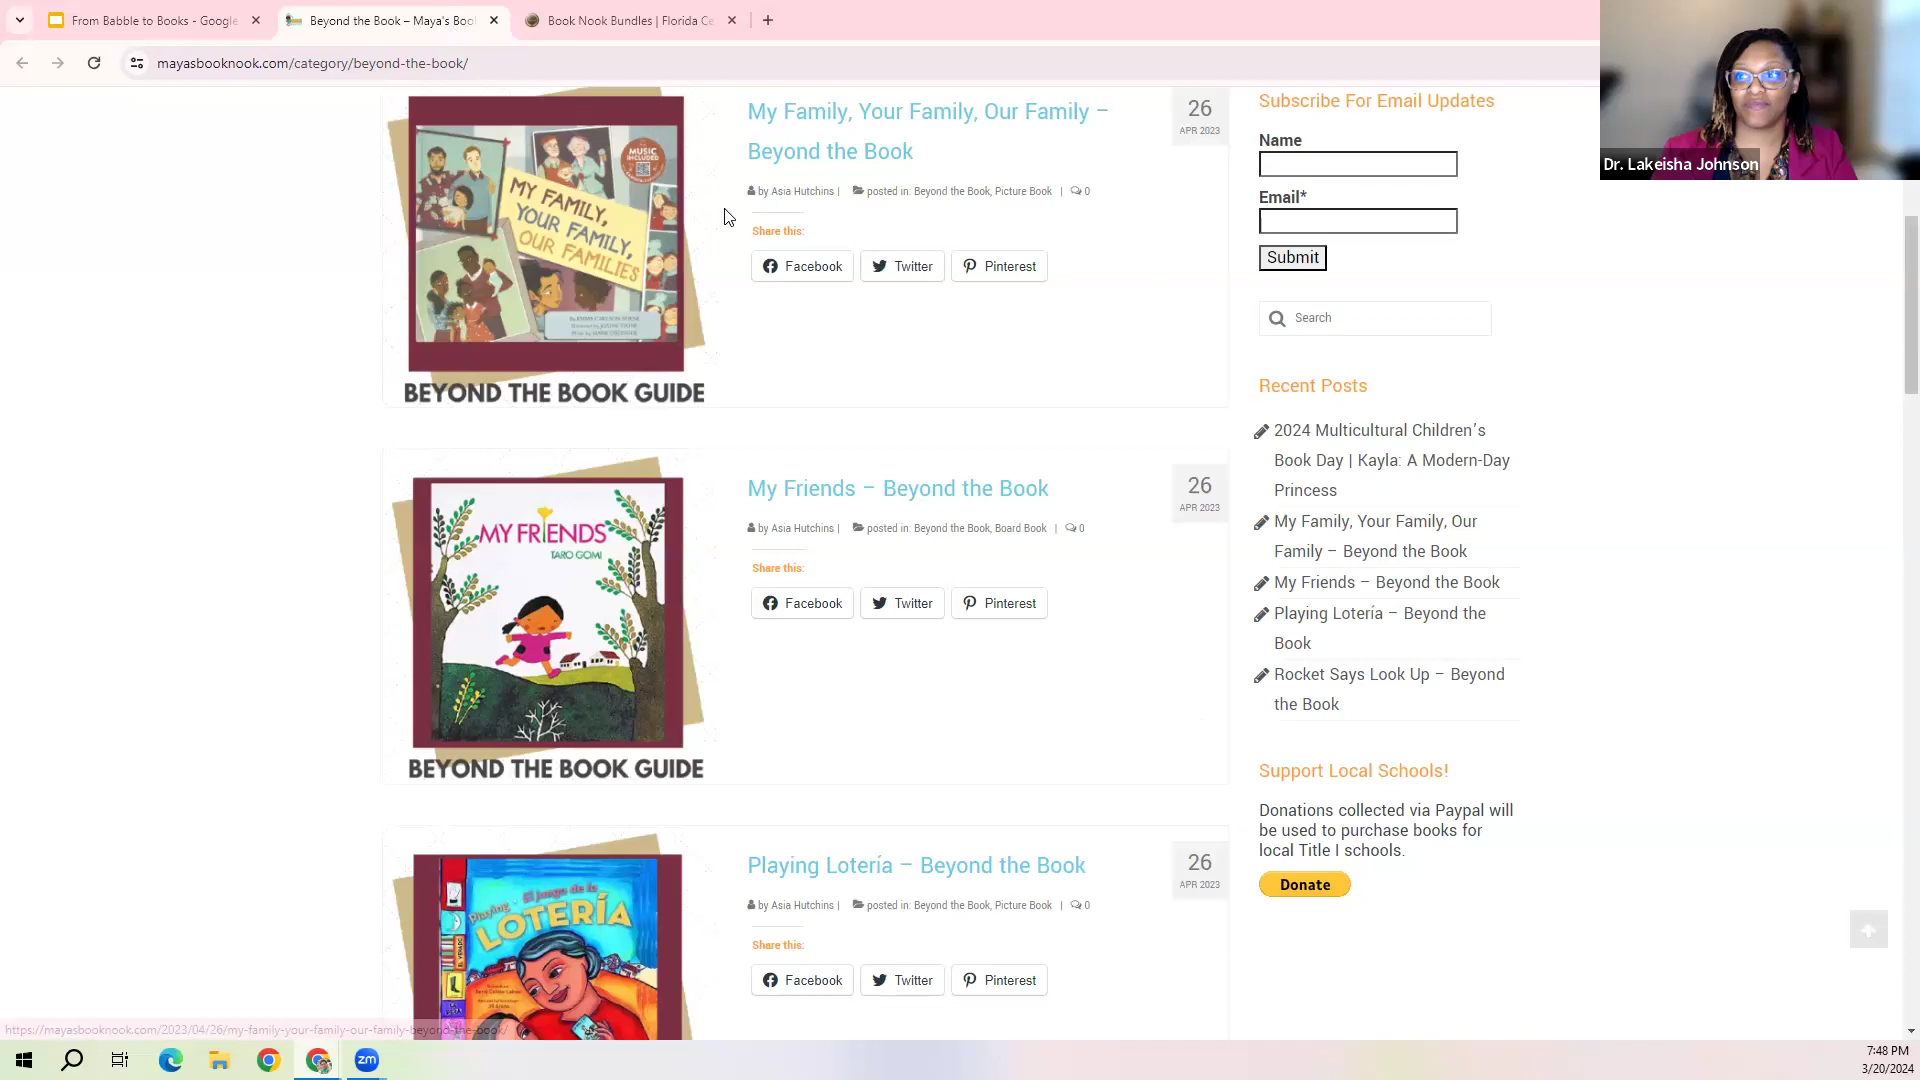 From Babble to Books - Google
Beyond the Book – Maya's Boo
Book Nook Bundles | Florida Ce
mayasbooknook.com/category/beyond-the-book/
Dr. Lakeisha Johnson
MUSIC INCLUDED
MY FAMILY,
YOUR FAMILY,
OUR FAMILIES
BEYOND THE BOOK GUIDE
My Family, Your Family, Our Family –
Beyond the Book
by Asia Hutchins | posted in: Beyond the Book, Picture Book | 0
Share this:
Facebook Twitter Pinterest
26
APR 2023
MY FRIENDS
TARO GOMI
BEYOND THE BOOK GUIDE
My Friends – Beyond the Book
by Asia Hutchins | posted in: Beyond the Book, Board Book | 0
Share this:
Facebook Twitter Pinterest
26
APR 2023
Playing El juego de la
LOTERÍA
Playing Lotería – Beyond the Book
by Asia Hutchins | posted in: Beyond the Book, Picture Book | 0
Share this:
Facebook Twitter Pinterest
26
APR 2023
Subscribe For Email Updates
Name
Email*
Submit
Search
Recent Posts
2024 Multicultural Children's
Book Day | Kayla: A Modern-Day
Princess
My Family, Your Family, Our
Family – Beyond the Book
My Friends – Beyond the Book
Playing Lotería – Beyond the
Book
Rocket Says Look Up – Beyond
the Book
Support Local Schools!
Donations collected via Paypal will
be used to purchase books for
local Title I schools.
Donate
https://mayasbooknook.com/2023/04/26/my-family-your-family-our-family-beyond-the-book/
zm
7:48 PM
3/20/2024